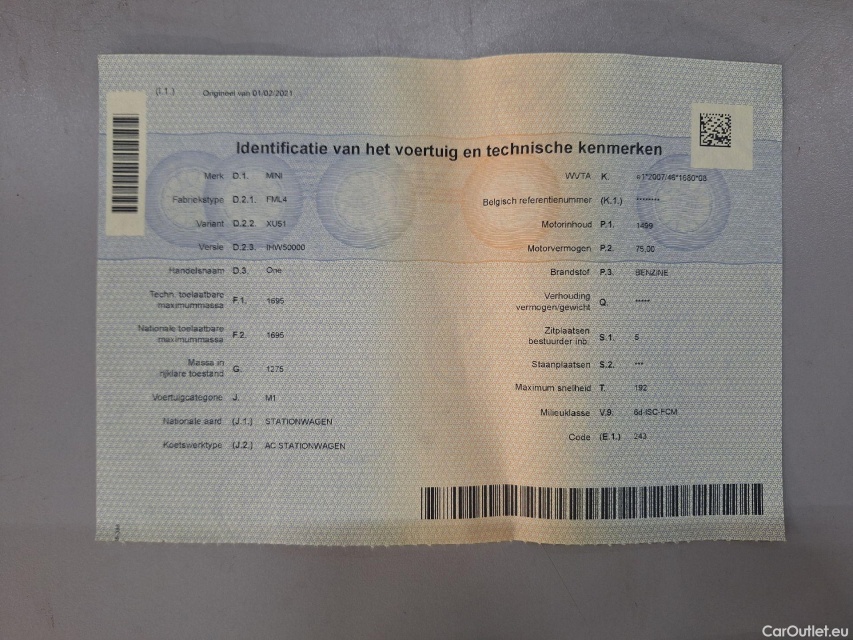 (I.1.) Origineel van 01/02/2021
Identificatie van het voertuig en technische kenmerken
Merk D.1. MINI
Fabriekstype D.2.1. FML4
Variant D.2.2. XU51
Versie D.2.3. IHW50000
Handelsnaam D.3. One
Techn. toelaatbare
maximummassa F.1. 1695
Nationale toelaatbare
maximummassa F.2. 1695
Massa in
rijklare toestand G. 1275
Voertuigcategorie J. M1
Nationale aard (J.1.) STATIONWAGEN
Koetswerktype (J.2.) AC STATIONWAGEN
WVTA K. e1*2007/46*1680*08
Belgisch referentienummer (K.1.) ********
Motorinhoud P.1. 1499
Motorvermogen P.2. 75,00
Brandstof P.3. BENZINE
Verhouding
vermogen/gewicht Q. *****
Zitplaatsen
bestuurder inb. S.1. 5
Staanplaatsen S.2. ***
Maximum snelheid T. 192
Milieuklasse V.9. 6d-ISC-FCM
Code (E.1.) 243
CarOutlet.eu